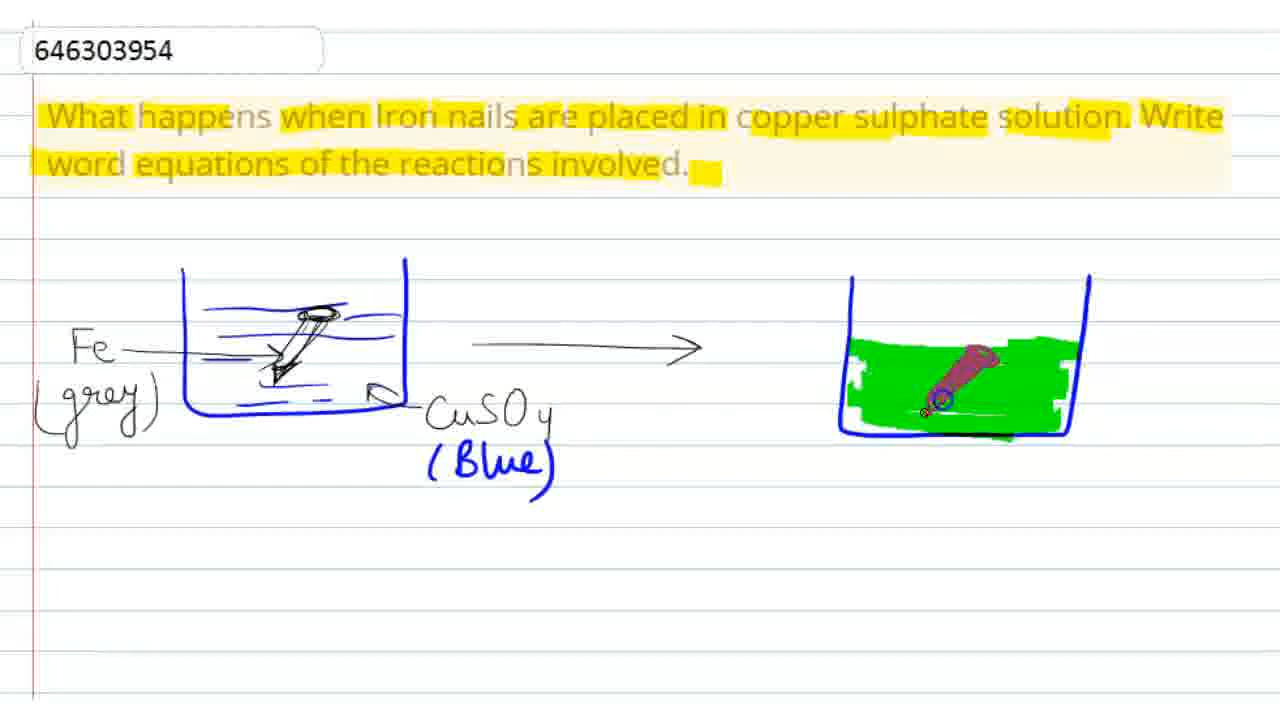 646303954
What happens when Iron nails are placed in copper sulphate solution. Write
word equations of the reactions involved.
Fe
(grey)
CuSO4
(Blue)